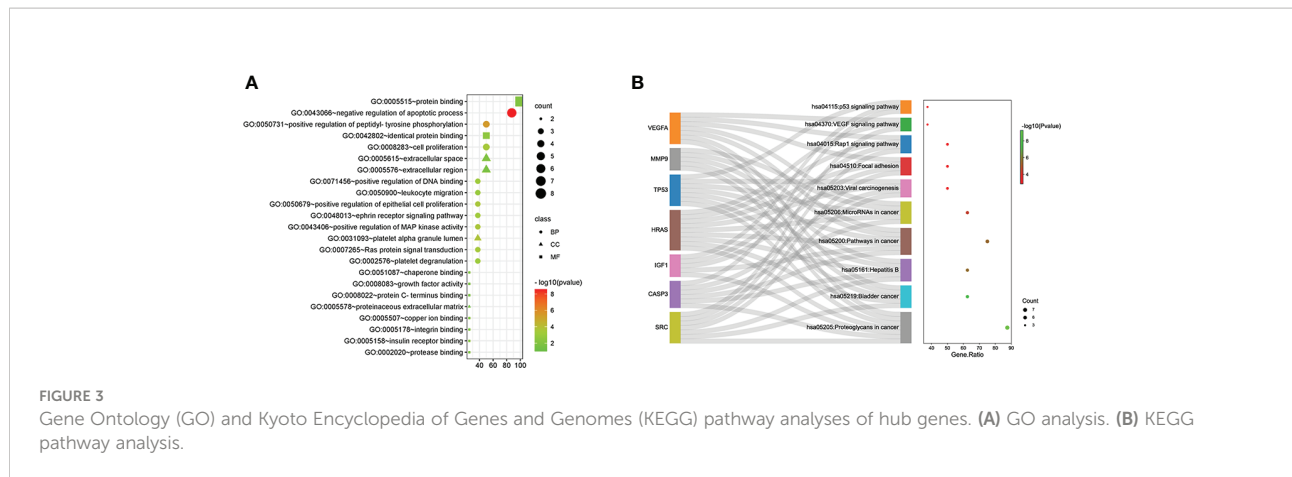 A
GO:0005515~protein binding
GO:0043066~negative regulation of apoptotic process
GO:0050731~positive regulation of peptidyl- tyrosine phosphorylation
GO:0042802~identical protein binding
GO:0008283~cell proliferation
GO:0005615~extracellular space
GO:0005576~extracellular region
GO:0071456~positive regulation of DNA binding
GO:0050900~leukocyte migration
GO:0050679~positive regulation of epithelial cell proliferation
GO:0048013~ephrin receptor signaling pathway
GO:0043406~positive regulation of MAP kinase activity
GO:0031093~platelet alpha granule lumen
GO:0007265~Ras protein signal transduction
GO:0002576~platelet degranulation
GO:0051087~chaperone binding
GO:0008083~growth factor activity
GO:0008022~protein C- terminus binding
GO:0005578~proteinaceous extracellular matrix
GO:0005507~copper ion binding
GO:0005178~integrin binding
GO:0005158~insulin receptor binding
GO:0002020~protease binding
40 60 80 100
count
2
3
4
5
6
7
8
class
BP
CC
MF
- log10(pvalue)
8
6
4
2
B
VEGFA
MMP9
TP53
HRAS
IGF1
CASP3
SRC
hsa04115:p53 signaling pathway
hsa04370:VEGF signaling pathway
hsa04015:Rap1 signaling pathway
hsa04510:Focal adhesion
hsa05203:Viral carcinogenesis
hsa05206:MicroRNAs in cancer
hsa05200:Pathways in cancer
hsa05161:Hepatitis B
hsa05219:Bladder cancer
hsa05205:Proteoglycans in cancer
40 50 60 70 80 90
Gene.Ratio
-log10(Pvalue)
8
6
4
Count
7
3
FIGURE 3
Gene Ontology (GO) and Kyoto Encyclopedia of Genes and Genomes (KEGG) pathway analyses of hub genes. (A) GO analysis. (B) KEGG
pathway analysis.